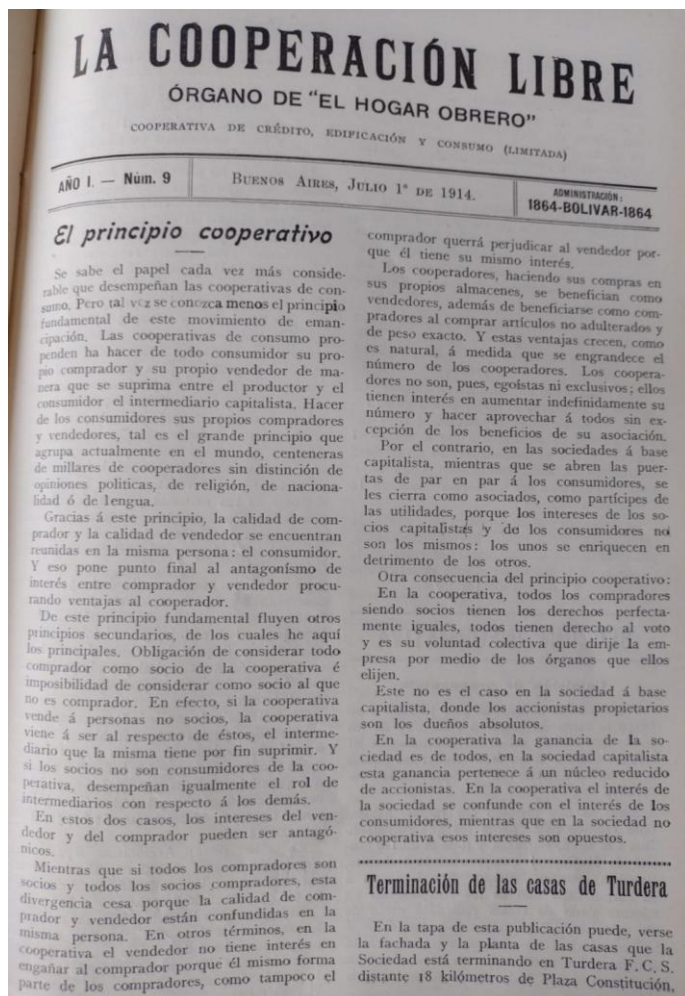 LA COOPERACIÓN LIBRE
ÓRGANO DE "EL HOGAR OBRERO"
COOPERATIVA DE CRÉDITO, EDIFICACIÓN Y CONSUMO (LIMITADA)
AÑO I. — Núm. 9
BUENOS AIRES, JULIO 1º DE 1914.
ADMINISTRACIÓN:
1864-BOLIVAR-1864
El principio cooperativo
Se sabe el papel cada vez más conside-
rable que desempeñan las cooperativas de con-
sumo. Pero tal vez se conozca menos el principio
fundamental de este movimiento de eman-
cipación. Las cooperativas de consumo pro-
penden ha hacer de todo consumidor su pro-
pio comprador y su propio vendedor de ma-
nera que se suprima entre el productor y el
consumidor el intermediario capitalista. Hacer
de los consumidores sus propios compradores
y vendedores, tal es el grande principio que
agrupa actualmente en el mundo, centeneras
de millares de cooperadores sin distinción de
opiniones politicas, de religión, de naciona-
lidad ó de lengua.
Gracias á este principio, la calidad de com-
prador y la calidad de vendedor se encuentran
reunidas en la misma persona: el consumidor.
Y eso pone punto final al antagonísmo de
interés entre comprador y vendedor procu-
rando ventajas al cooperador.
De este principio fundamental fluyen otros
principios secundarios, de los cuales he aquí
los principales. Obligación de considerar todo
comprador como socio de la cooperativa é
imposibilidad de considerar como socio al que
no es comprador. En efecto, si la cooperativa
vende á personas no socios, la cooperativa
viene á ser al respecto de éstos, el interme-
diario que la misma tiene por fin suprimir. Y
si los socios no son consumidores de la coo-
perativa, desempeñan igualmente el rol de
intermediarios con respecto á los demás.
En estos dos casos, los intereses del ven-
dedor y del comprador pueden ser antagó-
nicos.
Mientras que si todos los compradores son
socios y todos los socios compradores, esta
divergencia cesa porque la calidad de com-
prador y vendedor están confundidas en la
misma persona. En otros términos, en la
cooperativa el vendedor no tiene interés en
engañar al comprador porque él mismo forma
parte de los compradores, como tampoco el
comprador querrá perjudicar al vendedor por-
que él tiene su mismo interés.
Los cooperadores, haciendo sus compras en
sus propios almacenes, se benefician como
vendedores, además de beneficiarse como com-
pradores al comprar artículos no adulterados y
de peso exacto. Y estas ventajas crecen, como
es natural, á medida que se engrandece el
número de los cooperadores. Los coopera-
dores no son, pues, egoístas ni exclusivos; ellos
tienen interés en aumentar indefinidamente su
número y hacer aprovechar á todos sin ex-
cepción de los beneficios de su asociación.
Por el contrario, en las sociedades á base
capitalista, mientras que se abren las puer-
tas de par en par á los consumidores, se
les cierra como asociados, como partícipes de
las utilidades, porque los intereses de los so-
cios capitalistas y de los consumidores no
son los mismos: los unos se enriquecen en
detrimento de los otros.
Otra consecuencia del principio cooperativo:
En la cooperativa, todos los compradores
siendo socios tienen los derechos perfecta-
mente iguales, todos tienen derecho al voto
y es su voluntad colectiva que dirije la em-
presa por medio de los órganos que ellos
elijen.
Este no es el caso en la sociedad á base
capitalista, donde los accionistas propietarios
son los dueños absolutos.
En la cooperativa la ganancia de la so-
ciedad es de todos, en la sociedad capitalista
esta ganancia pertenece á un núcleo reducido
de accionistas. En la cooperativa el interés de
la sociedad se confunde con el interés de los
consumidores, mientras que en la sociedad no
cooperativa esos intereses son opuestos.
Terminación de las casas de Turdera
En la tapa de esta publicación puede, verse
la fachada y la planta de las casas que la
Sociedad está terminando en Turdera F. C. S.
distante 18 kilómetros de Plaza Constitución,